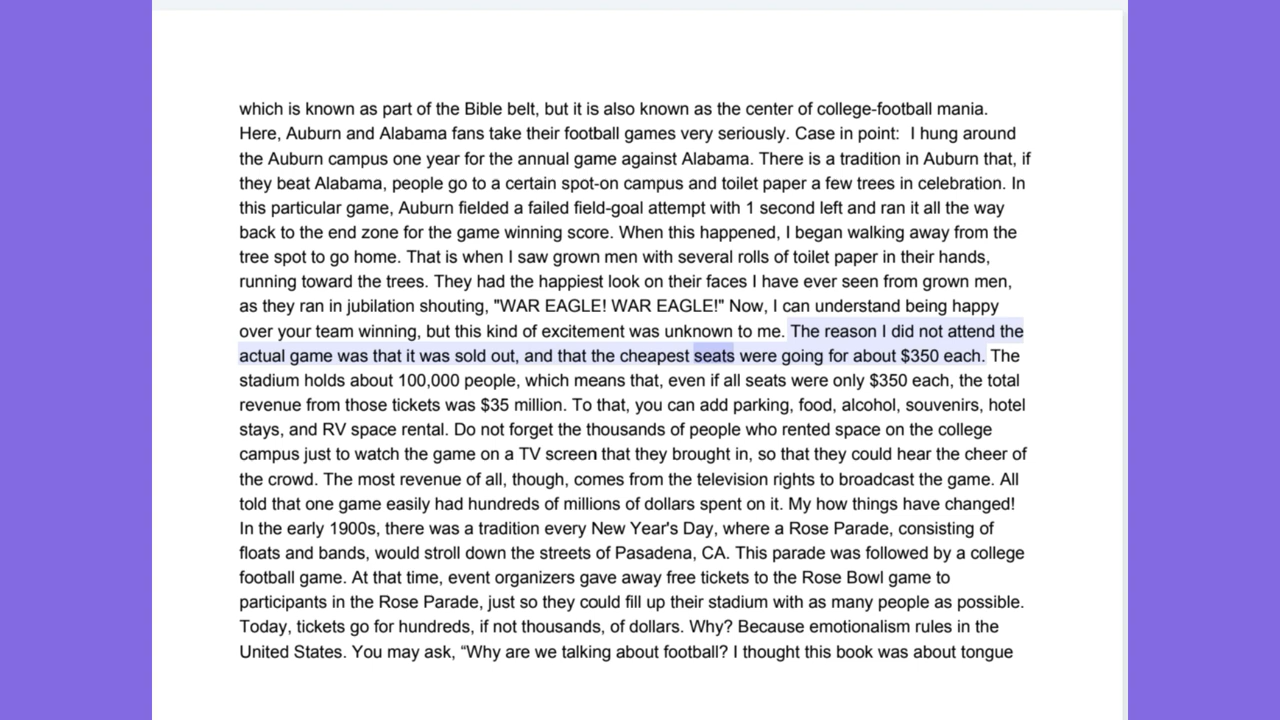 which is known as part of the Bible belt, but it is also known as the center of college-football mania.
Here, Auburn and Alabama fans take their football games very seriously. Case in point:  I hung around
the Auburn campus one year for the annual game against Alabama. There is a tradition in Auburn that, if
they beat Alabama, people go to a certain spot-on campus and toilet paper a few trees in celebration. In
this particular game, Auburn fielded a failed field-goal attempt with 1 second left and ran it all the way
back to the end zone for the game winning score. When this happened, I began walking away from the
tree spot to go home. That is when I saw grown men with several rolls of toilet paper in their hands,
running toward the trees. They had the happiest look on their faces I have ever seen from grown men,
as they ran in jubilation shouting, "WAR EAGLE! WAR EAGLE!" Now, I can understand being happy
over your team winning, but this kind of excitement was unknown to me. The reason I did not attend the
actual game was that it was sold out, and that the cheapest seats were going for about $350 each. The
stadium holds about 100,000 people, which means that, even if all seats were only $350 each, the total
revenue from those tickets was $35 million. To that, you can add parking, food, alcohol, souvenirs, hotel
stays, and RV space rental. Do not forget the thousands of people who rented space on the college
campus just to watch the game on a TV screen that they brought in, so that they could hear the cheer of
the crowd. The most revenue of all, though, comes from the television rights to broadcast the game. All
told that one game easily had hundreds of millions of dollars spent on it. My how things have changed!
In the early 1900s, there was a tradition every New Year's Day, where a Rose Parade, consisting of
floats and bands, would stroll down the streets of Pasadena, CA. This parade was followed by a college
football game. At that time, event organizers gave away free tickets to the Rose Bowl game to
participants in the Rose Parade, just so they could fill up their stadium with as many people as possible.
Today, tickets go for hundreds, if not thousands, of dollars. Why? Because emotionalism rules in the
United States. You may ask, “Why are we talking about football? I thought this book was about tongue